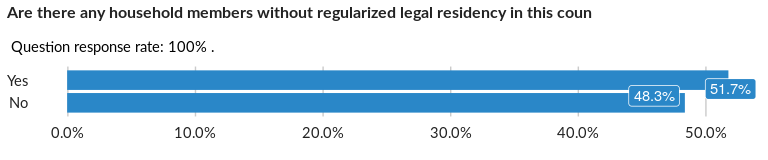 Are there any household members without regularized legal residency in this coun
Question response rate: 100% .
Yes
51.7%
No
48.3%
0.0% 10.0% 20.0% 30.0% 40.0% 50.0%